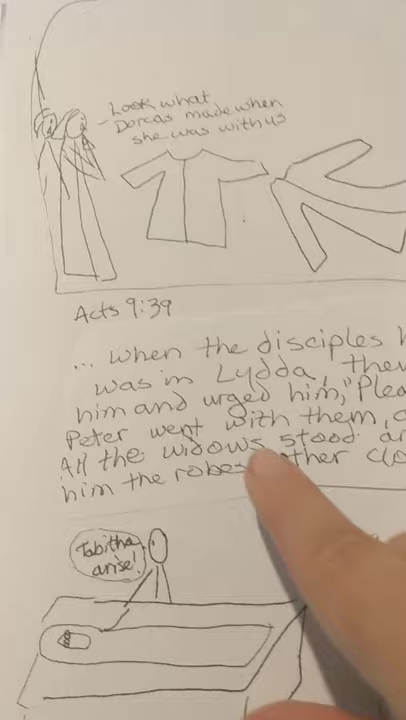 Look what
- Dorcas made when
she was with us
Acts 9:39
... when the disciples h
was in Lydda, the
him and urged him, "Plea
Peter went with them,
All the widows stood ar
him the robes other clo
Tabitha
arise!